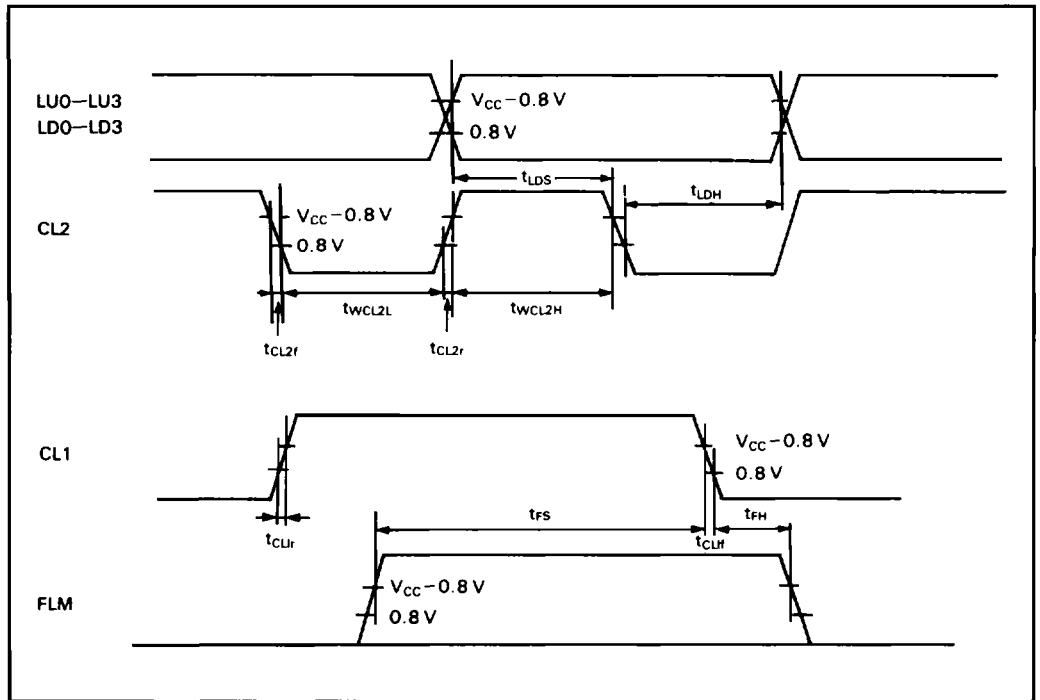 LU0—LU3
LD0—LD3
VCC−0.8 V
0.8 V
tLDS
tLDH
CL2
VCC−0.8 V
0.8 V
tWCL2L
tWCL2H
tCL2f
tCL2r
CL1
VCC−0.8 V
0.8 V
tFS
tFH
tCL1r
tCL1f
FLM
VCC−0.8 V
0.8 V